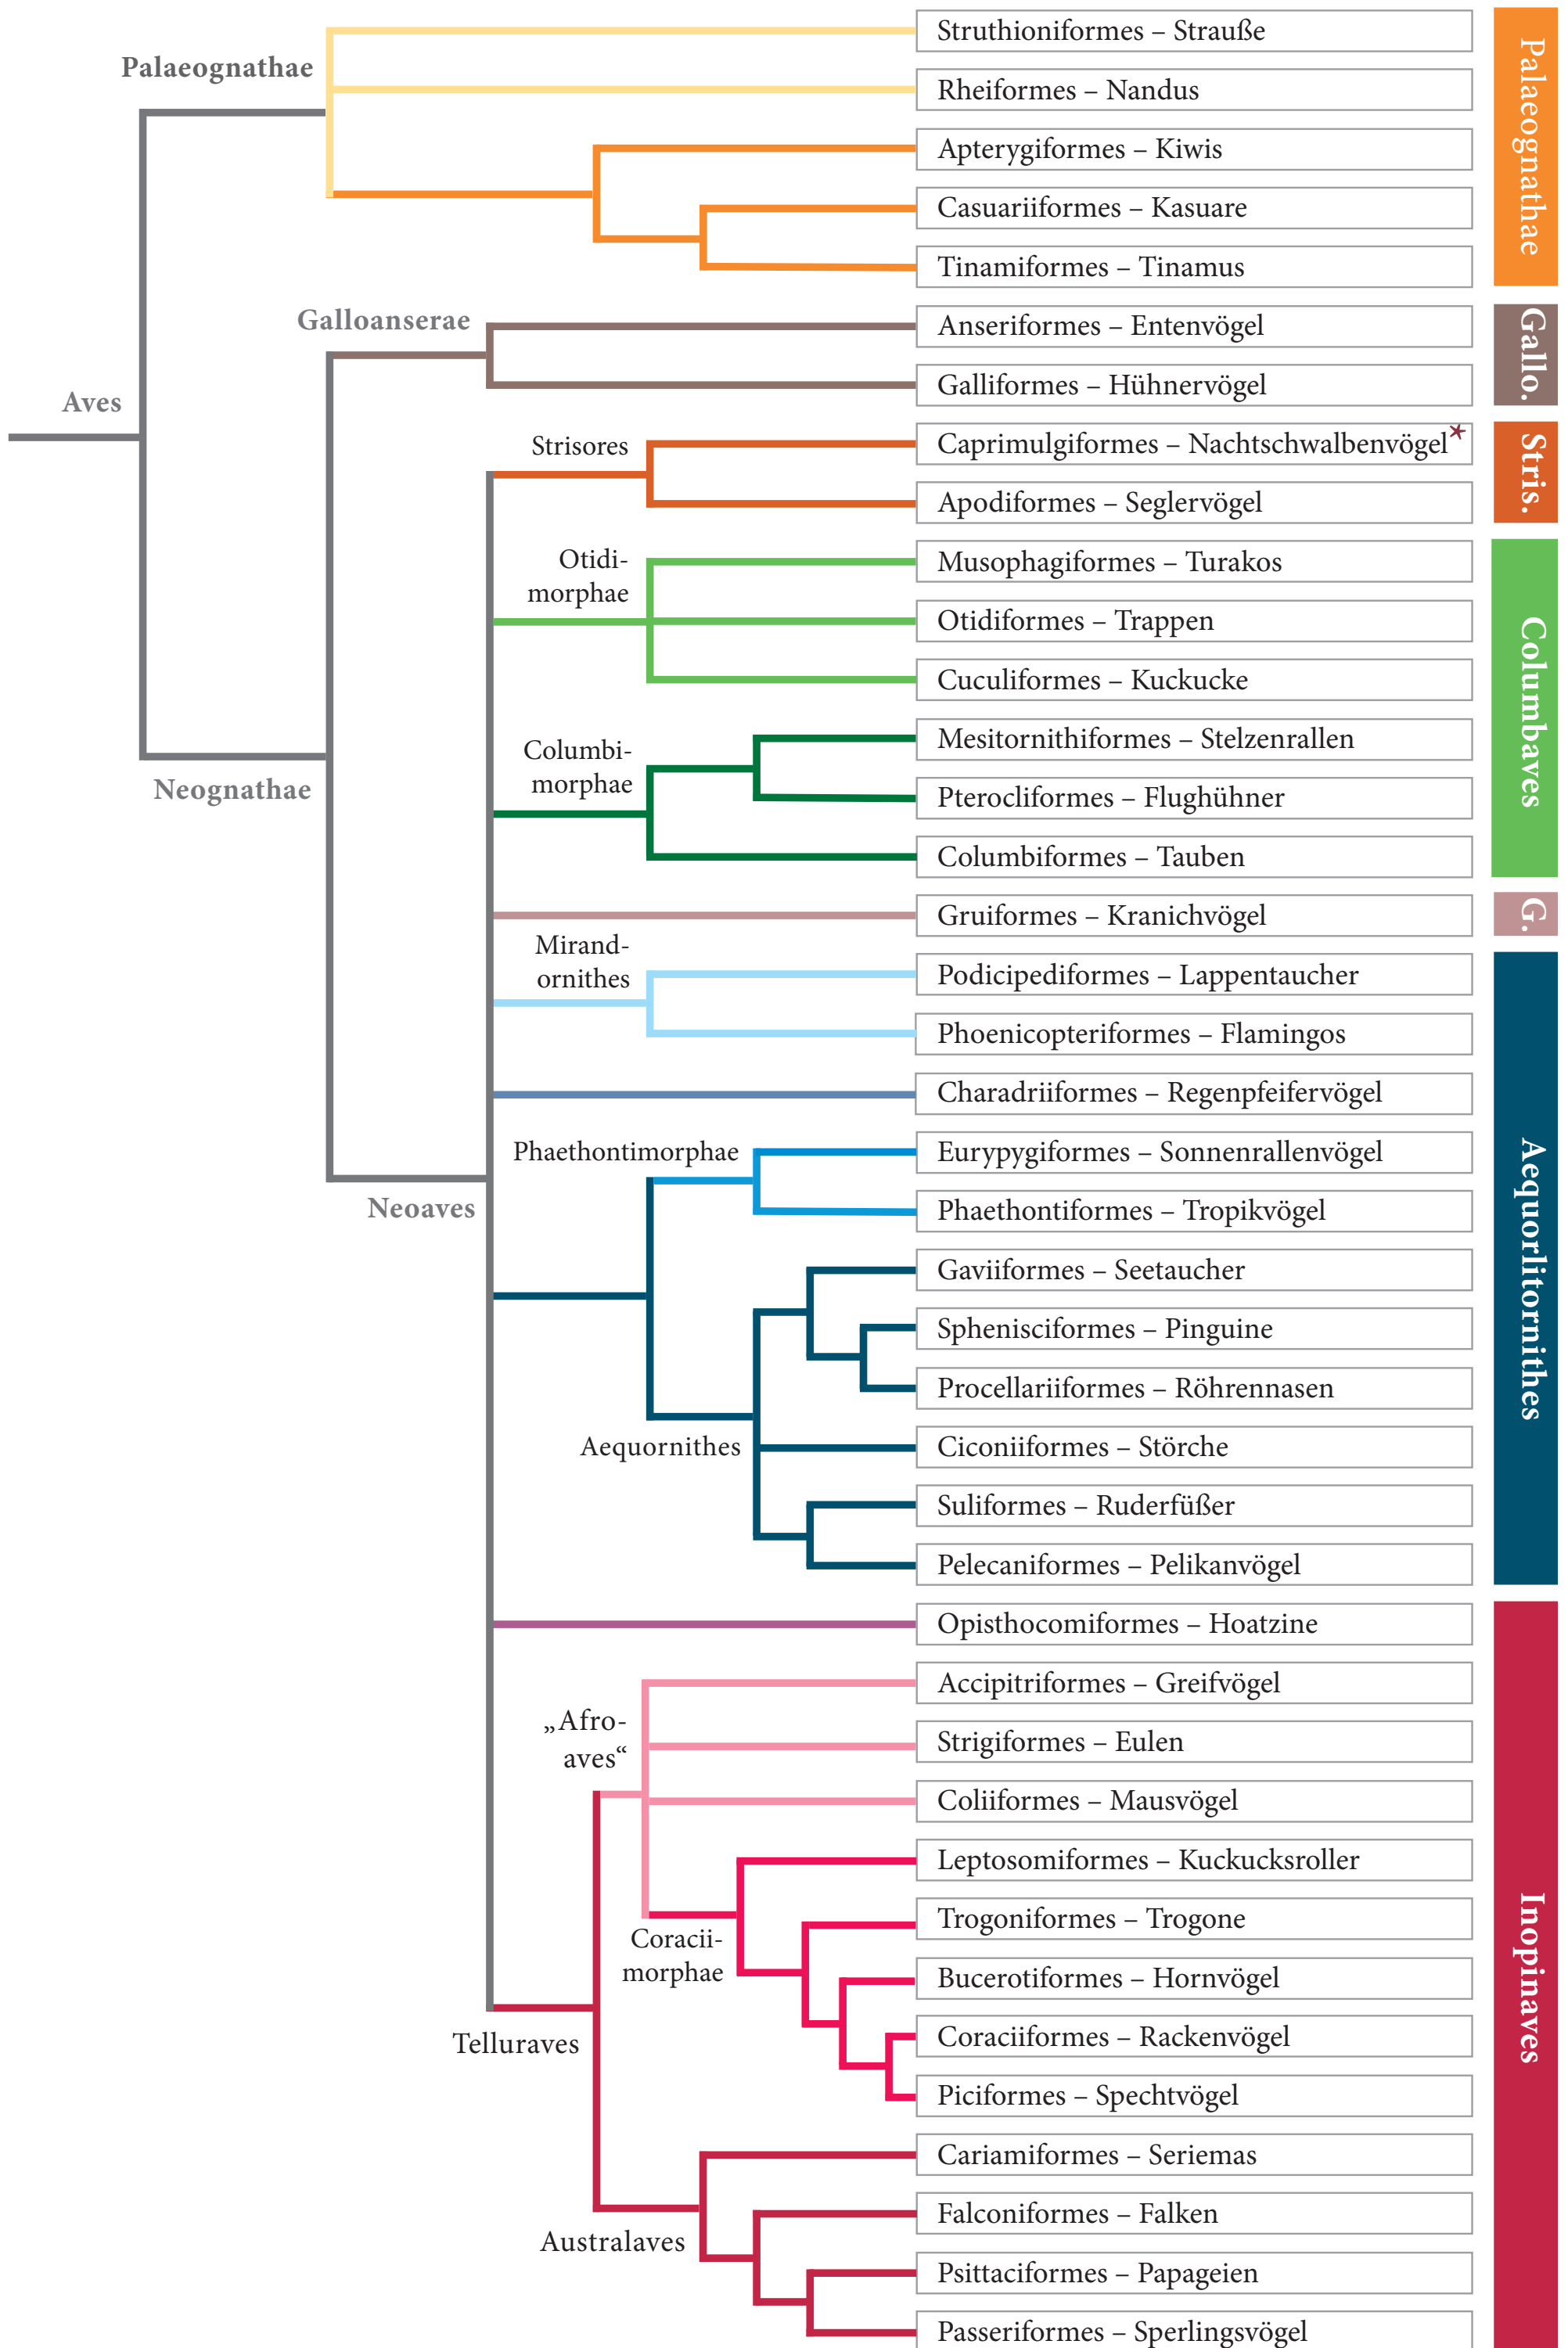 Palaeognathae
Galloanserae
Aves
Neognathae
Neoaves
Strisores
Otidi-
morphae
Columbi-
morphae
Mirand-
ornithes
Phaethontimorphae
Aequornithes
„Afro-
aves“
Coracii-
morphae
Telluraves
Australaves
Struthioniformes – Strauße
Rheiformes – Nandus
Apterygiformes – Kiwis
Casuariiformes – Kasuare
Tinamiformes – Tinamus
Anseriformes – Entenvögel
Galliformes – Hühnervögel
Caprimulgiformes – Nachtschwalbenvögel*
Apodiformes – Seglervögel
Musophagiformes – Turakos
Otidiformes – Trappen
Cuculiformes – Kuckucke
Mesitornithiformes – Stelzenrallen
Pterocliformes – Flughühner
Columbiformes – Tauben
Gruiformes – Kranichvögel
Podicipediformes – Lappentaucher
Phoenicopteriformes – Flamingos
Charadriiformes – Regenpfeifervögel
Eurypygiformes – Sonnenrallenvögel
Phaethontiformes – Tropikvögel
Gaviiformes – Seetaucher
Sphenisciformes – Pinguine
Procellariiformes – Röhrennasen
Ciconiiformes – Störche
Suliformes – Ruderfüßer
Pelecaniformes – Pelikanvögel
Opisthocomiformes – Hoatzine
Accipitriformes – Greifvögel
Strigiformes – Eulen
Coliiformes – Mausvögel
Leptosomiformes – Kuckucksroller
Trogoniformes – Trogone
Bucerotiformes – Hornvögel
Coraciiformes – Rackenvögel
Piciformes – Spechtvögel
Cariamiformes – Seriemas
Falconiformes – Falken
Psittaciformes – Papageien
Passeriformes – Sperlingsvögel
Palaeognathae
Gallo.
Stris.
Columbaves
G.
Aequorlitornithes
Inopinaves